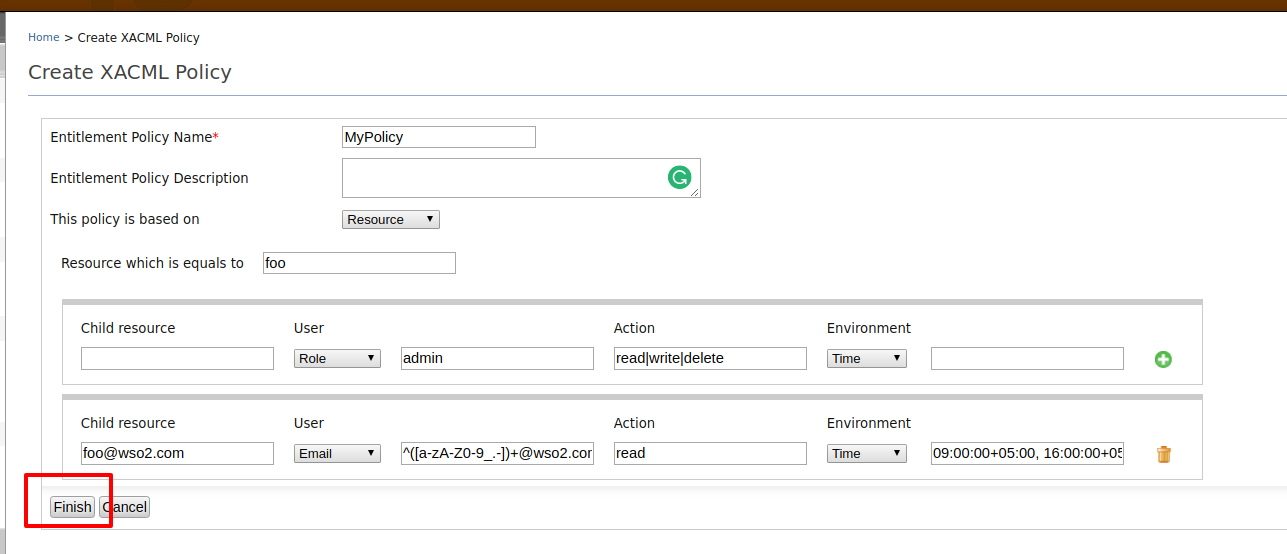 Home > Create XACML Policy
Create XACML Policy
Entitlement Policy Name* MyPolicy
Entitlement Policy Description
This policy is based on Resource
Resource which is equals to foo
Child resource User Action Environment
Role admin read|write|delete Time
Child resource User Action Environment
foo@wso2.com Email ^([a-zA-Z0-9_.-])+@wso2.com read Time 09:00:00+05:00, 16:00:00+05
Finish Cancel